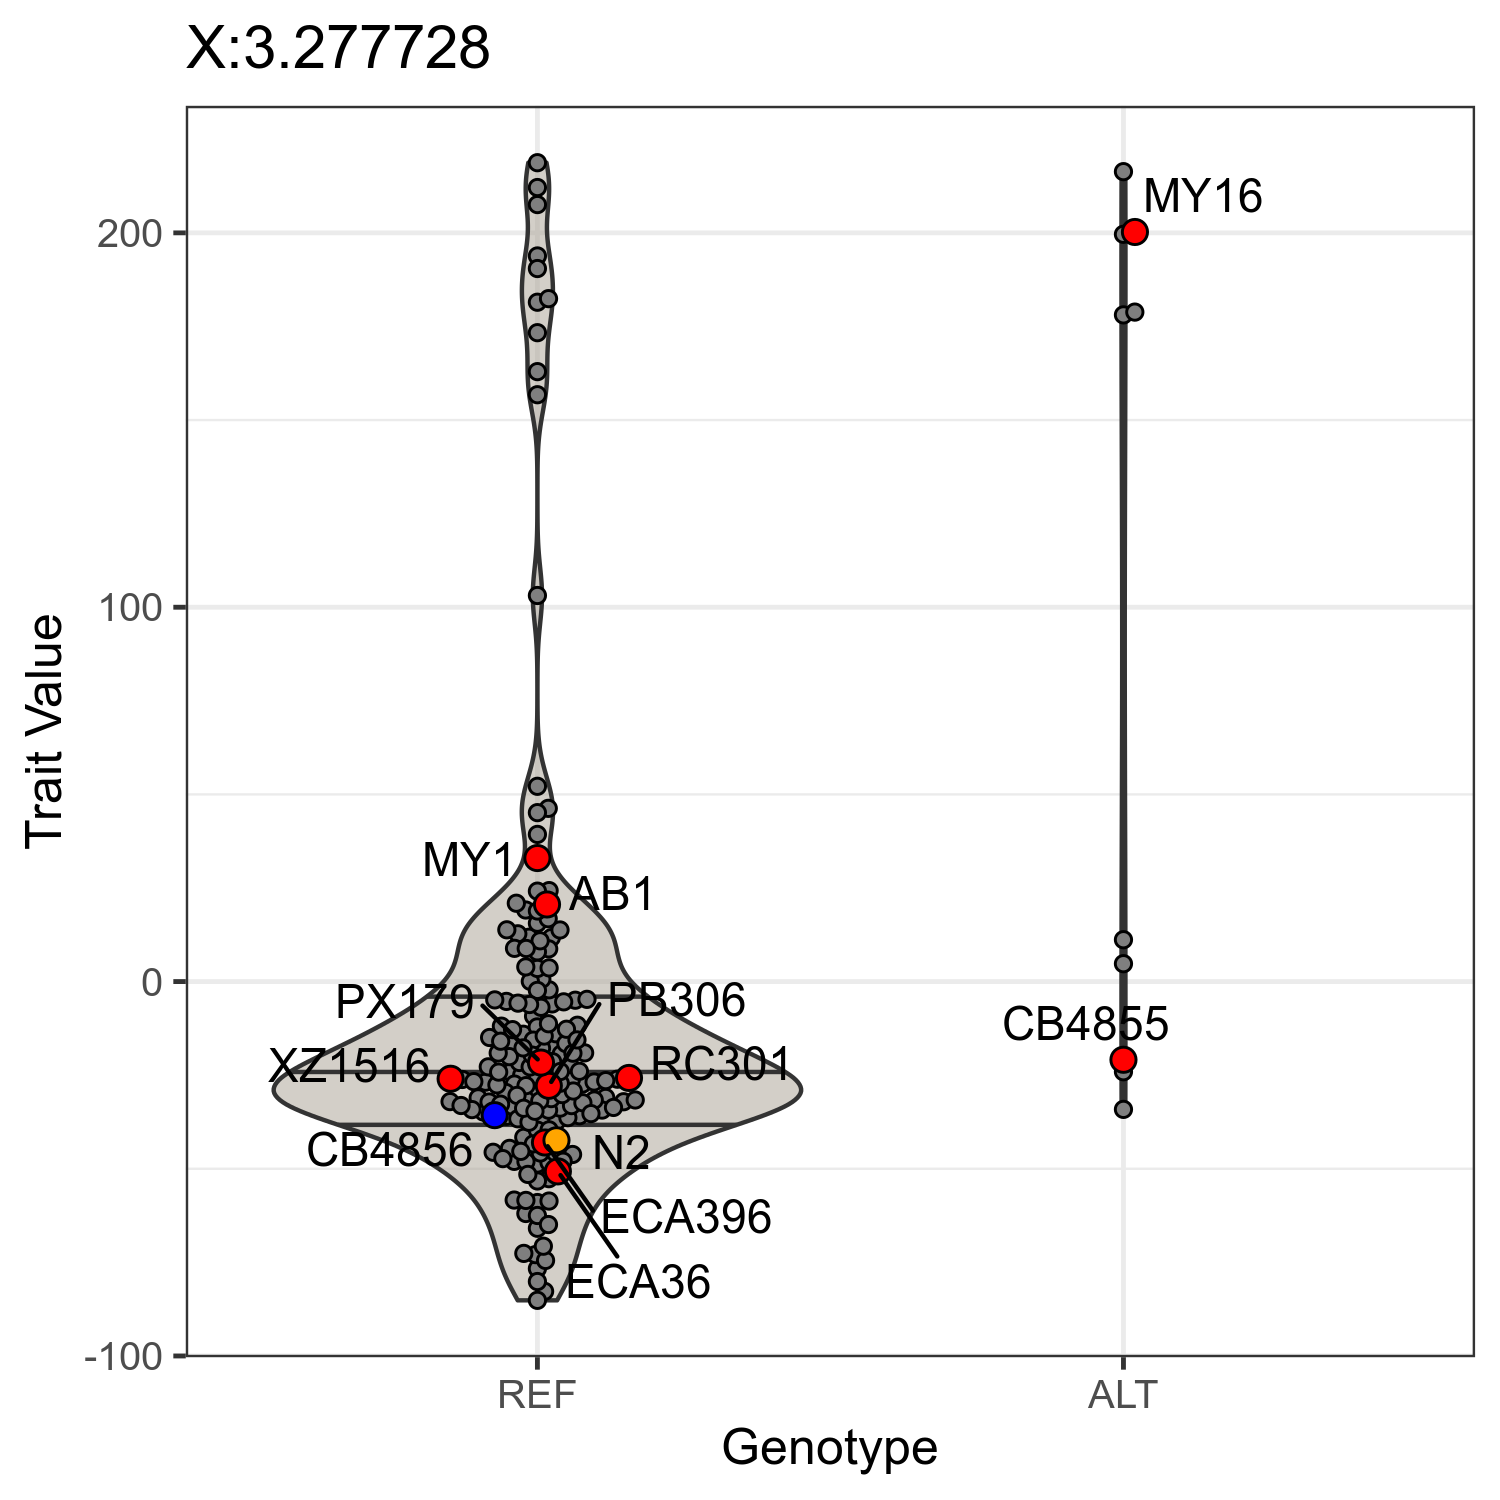 X:3.277728
MY16
200
100
MY1
AB1
0
PX179
PB306
CB4855
XZ1516
RC301
CB4856
N2
ECA396
ECA36
-100
REF
ALT
Trait Value
Genotype